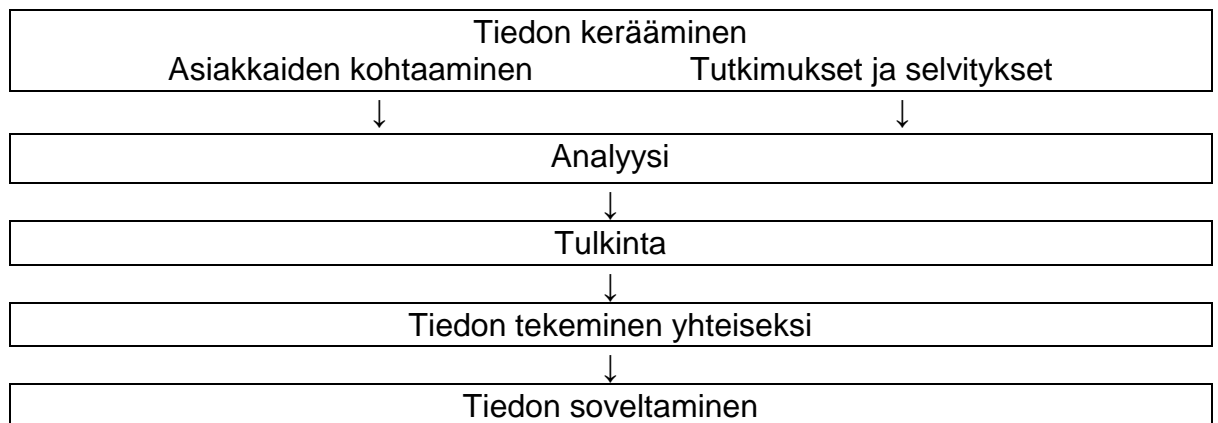 Tiedon kerääminen
Asiakkaiden kohtaaminen Tutkimukset ja selvitykset
↓ ↓
Analyysi
↓
Tulkinta
↓
Tiedon tekeminen yhteiseksi
↓
Tiedon soveltaminen